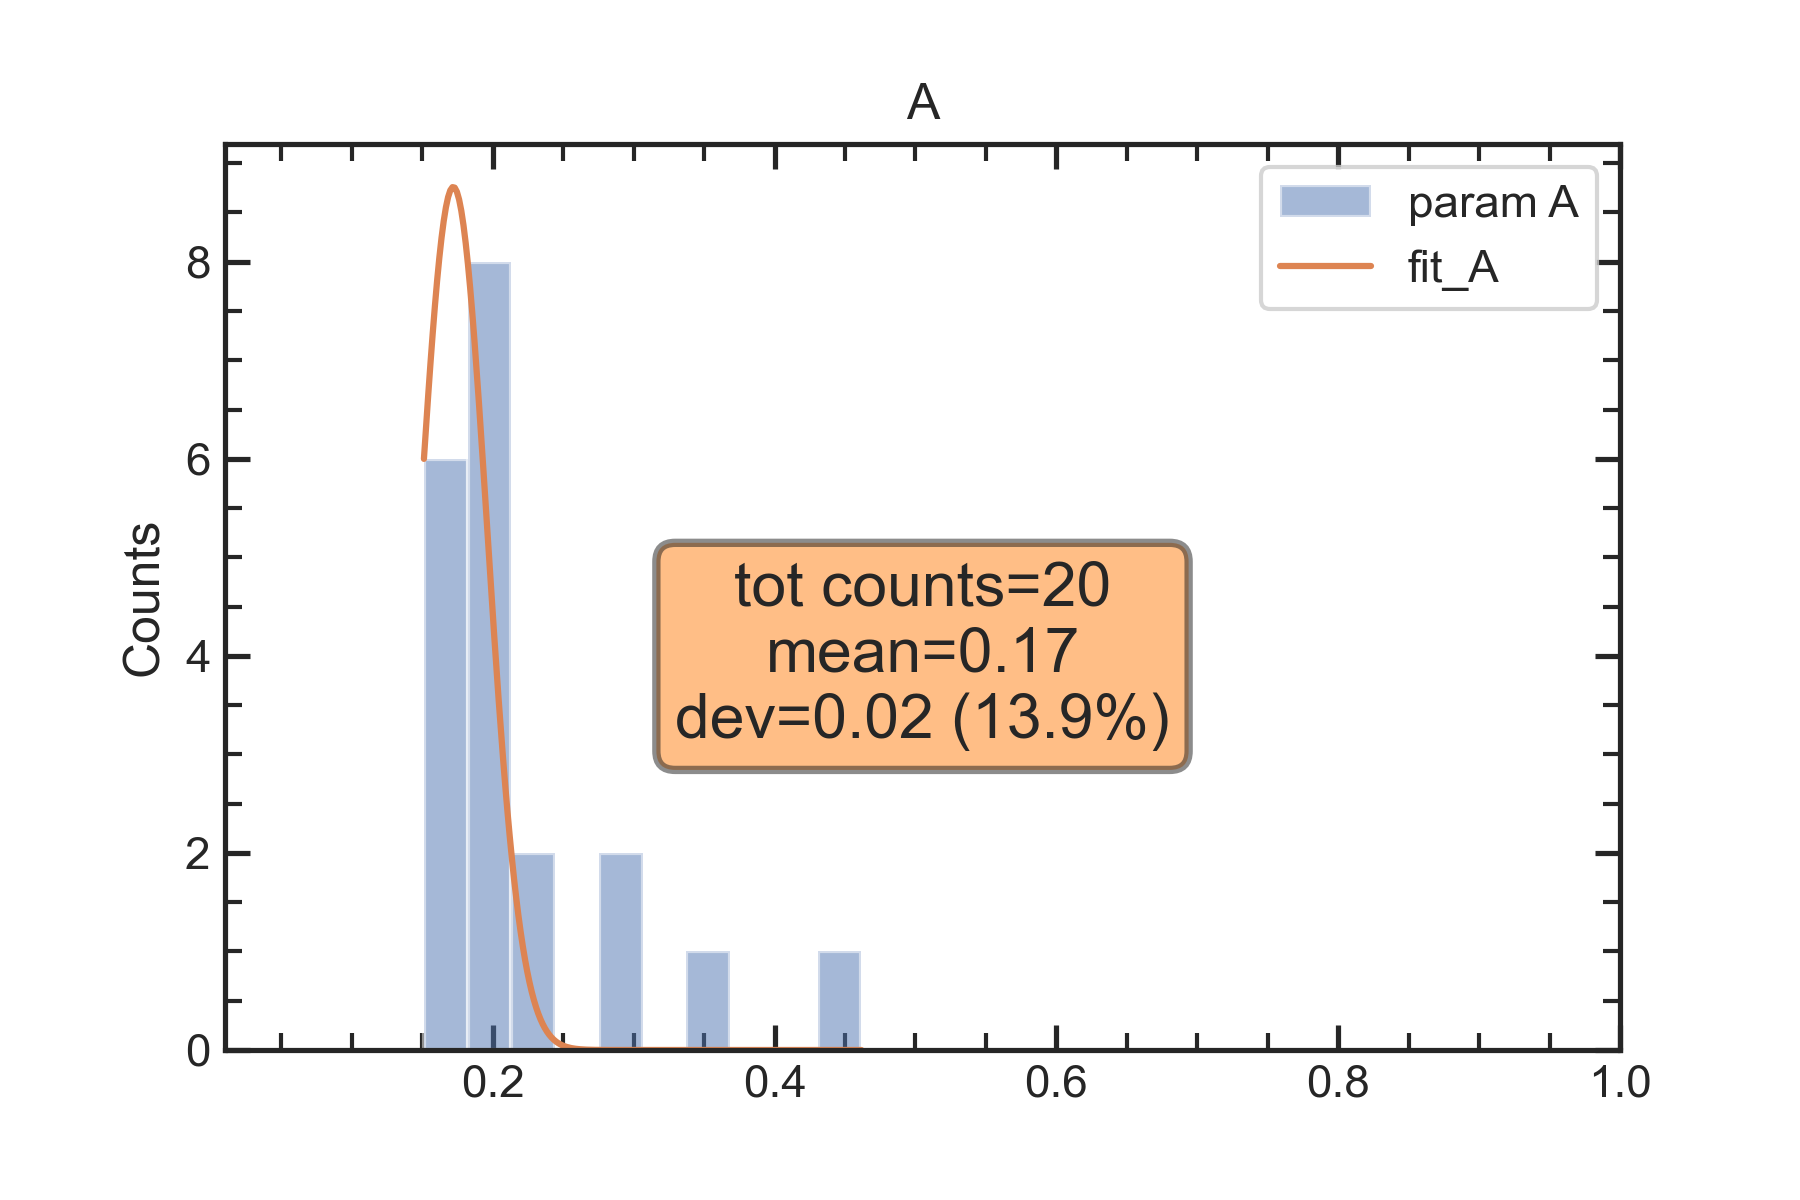 A
param A
fit_A
Counts
8
6
4
2
0
tot counts=20
mean=0.17
dev=0.02 (13.9%)
0.2
0.4
0.6
0.8
1.0